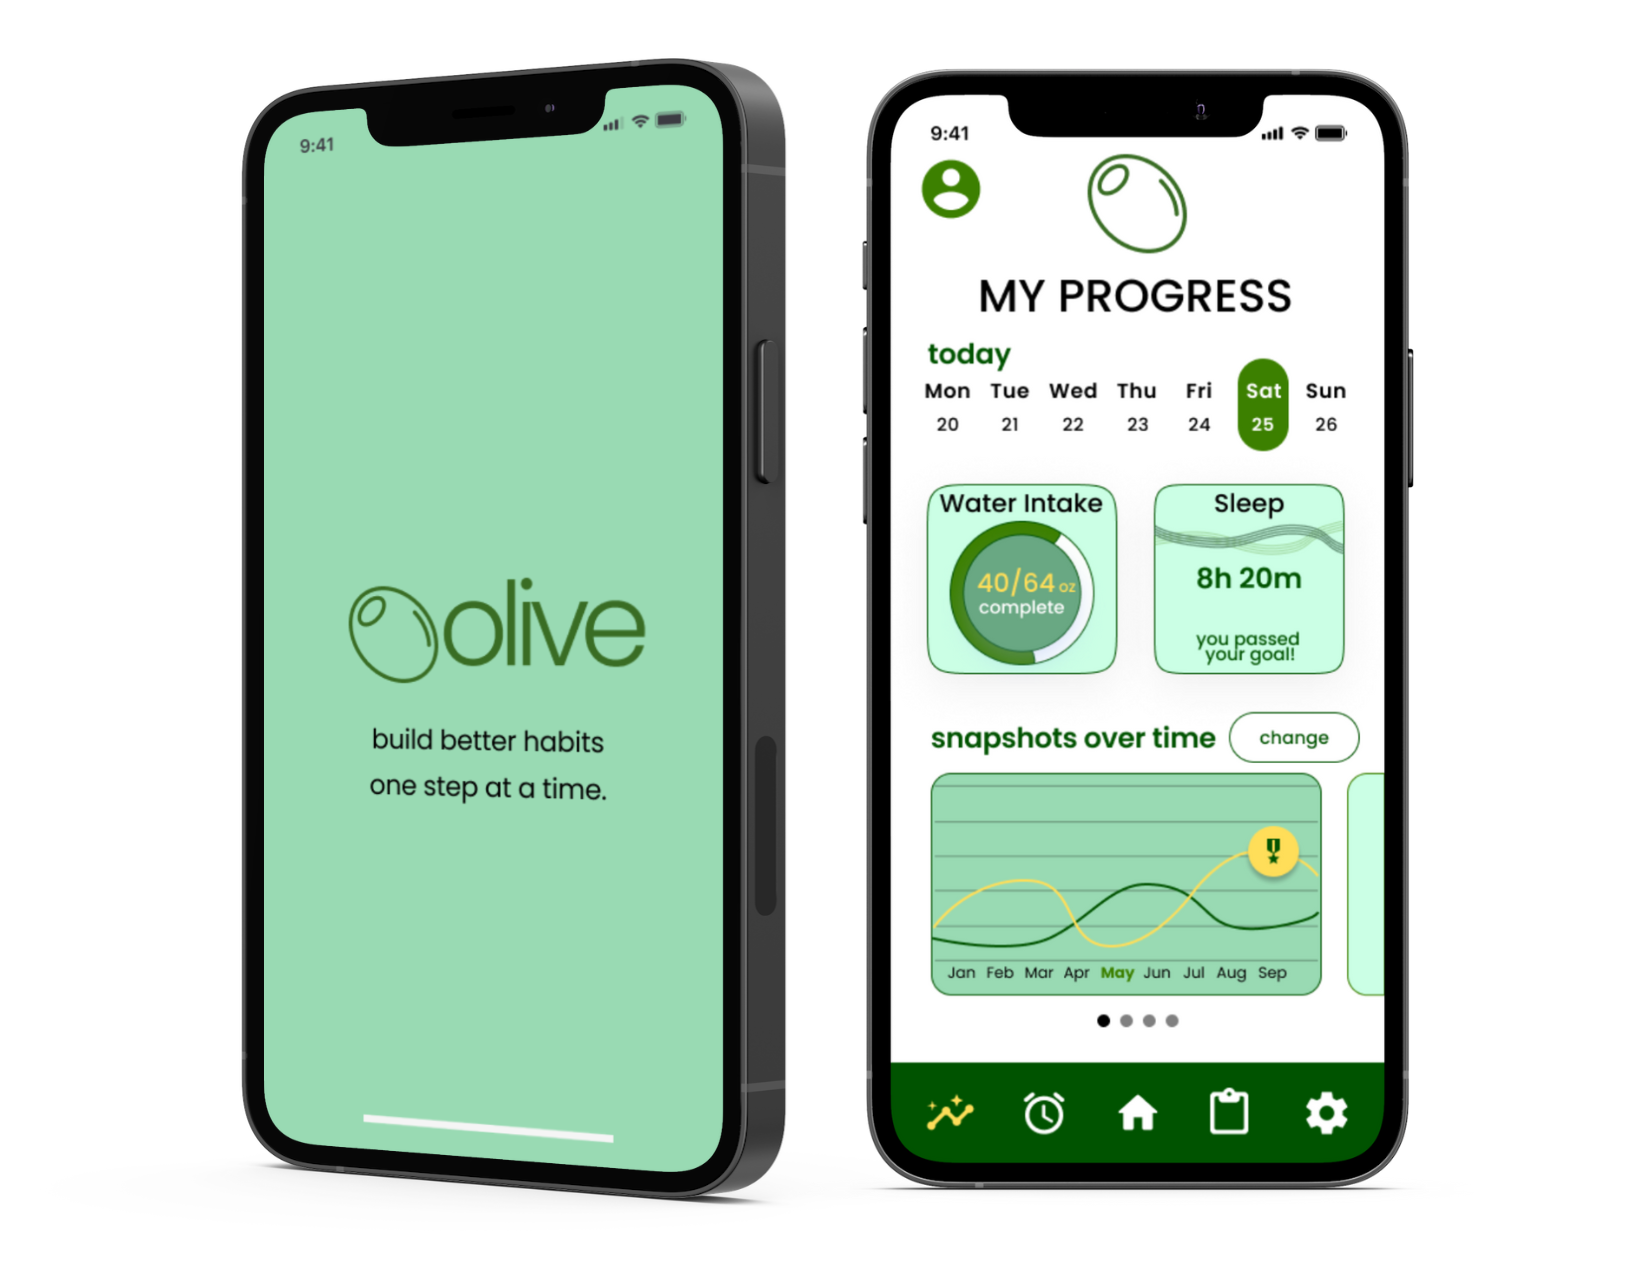 9:41
olive
build better habits
one step at a time.
9:41
MY PROGRESS
today
Mon Tue Wed Thu Fri Sat Sun
20 21 22 23 24 25 26
Water Intake
40/64 oz
complete
Sleep
8h 20m
you passed
your goal!
snapshots over time
change
Jan Feb Mar Apr May Jun Jul Aug Sep